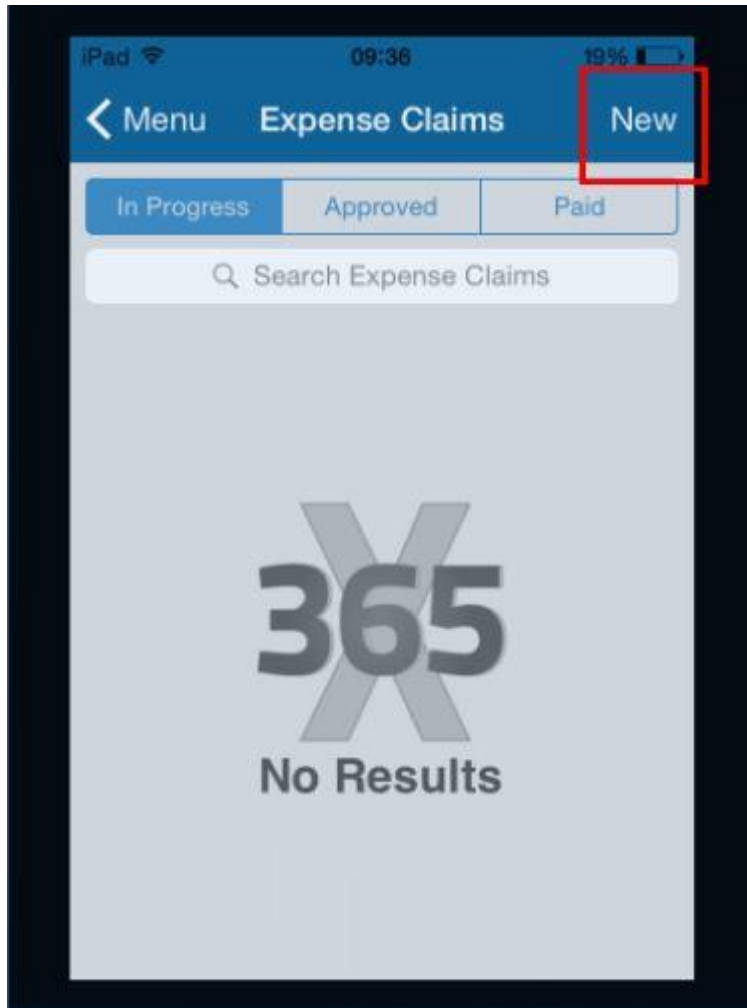 iPad 09:36 19%
Menu Expense Claims New
In Progress Approved Paid
Search Expense Claims
X
365
No Results